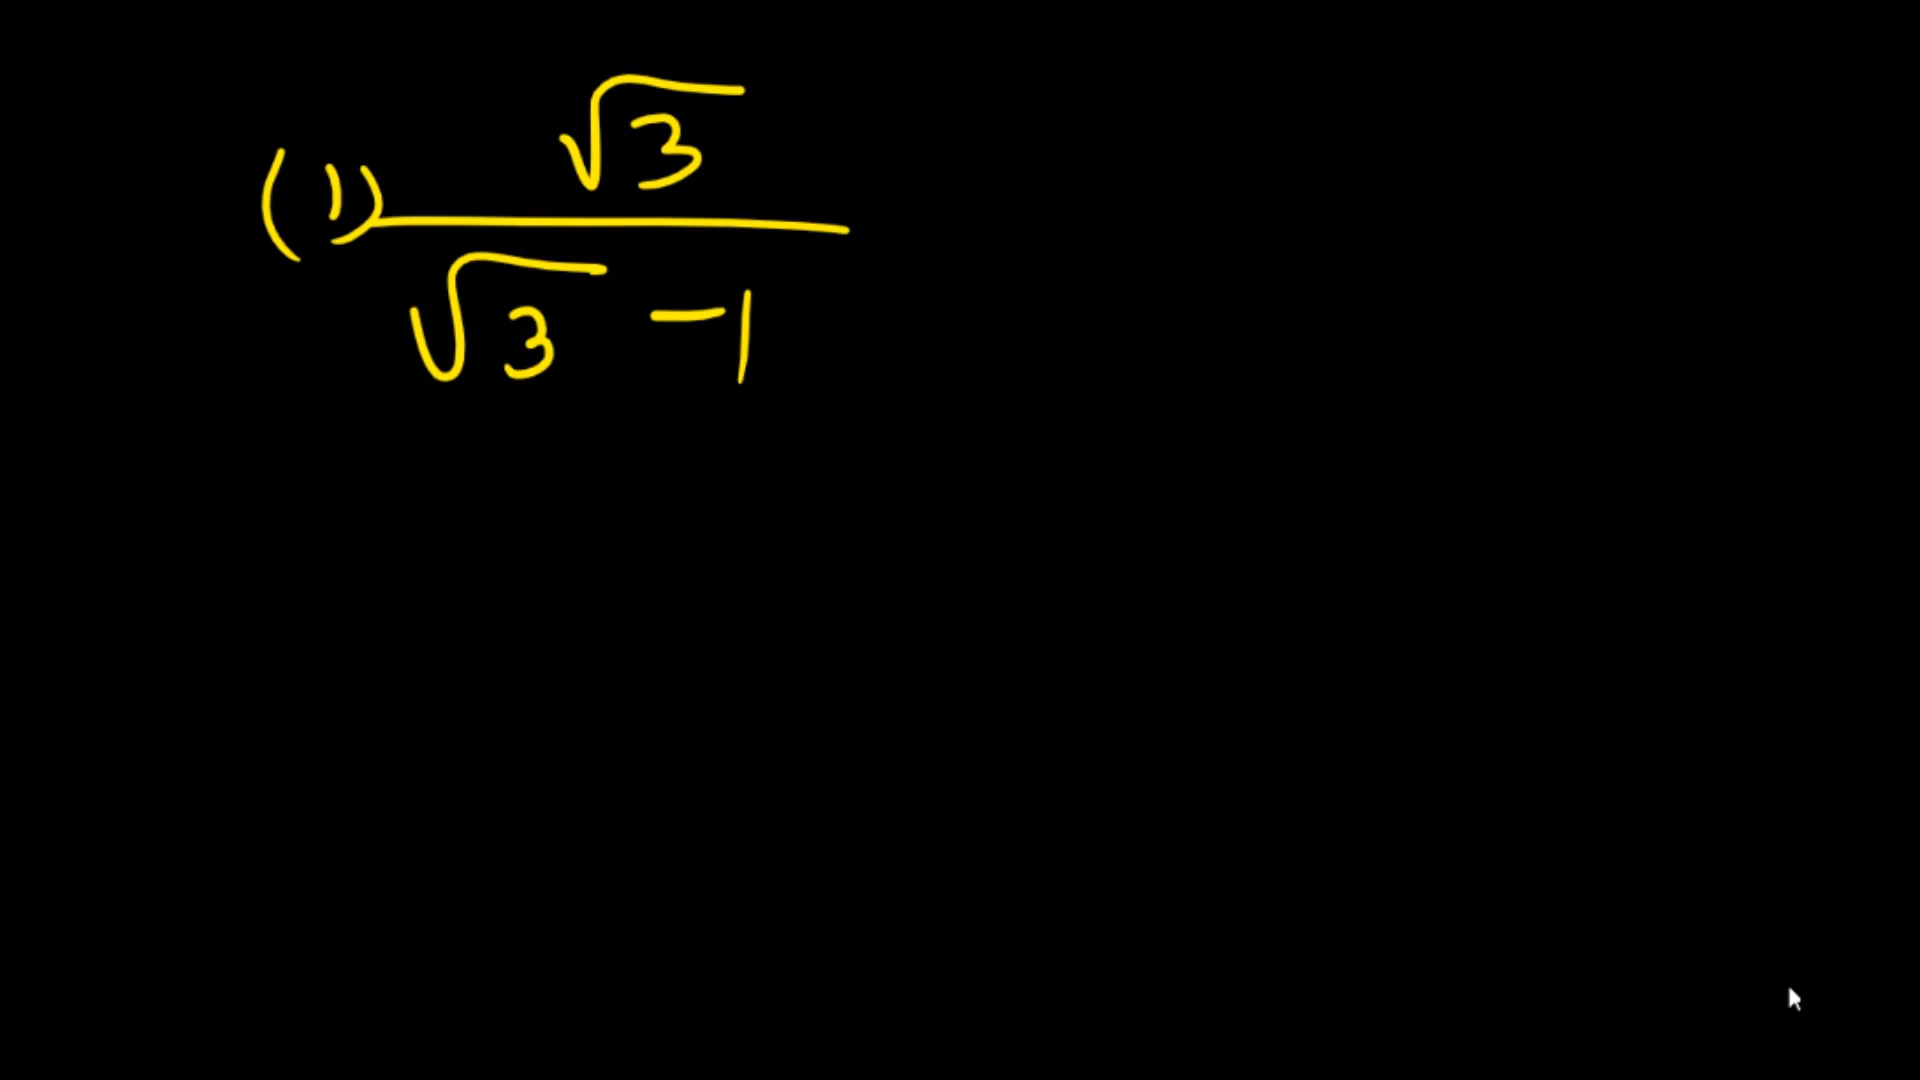 (1) √3
√3 - 1